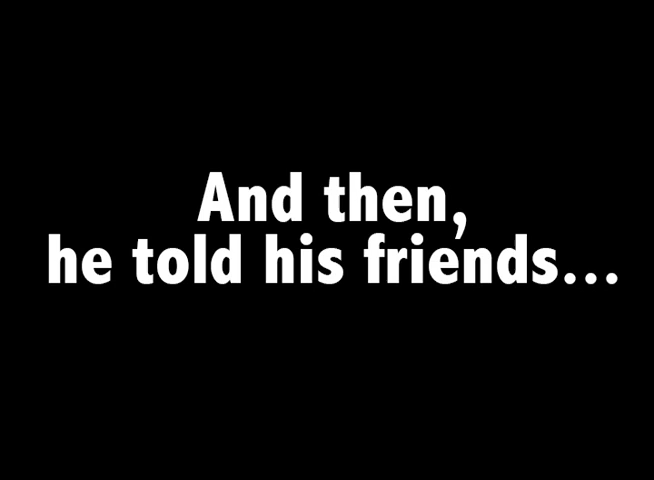 And then,
he told his friends...